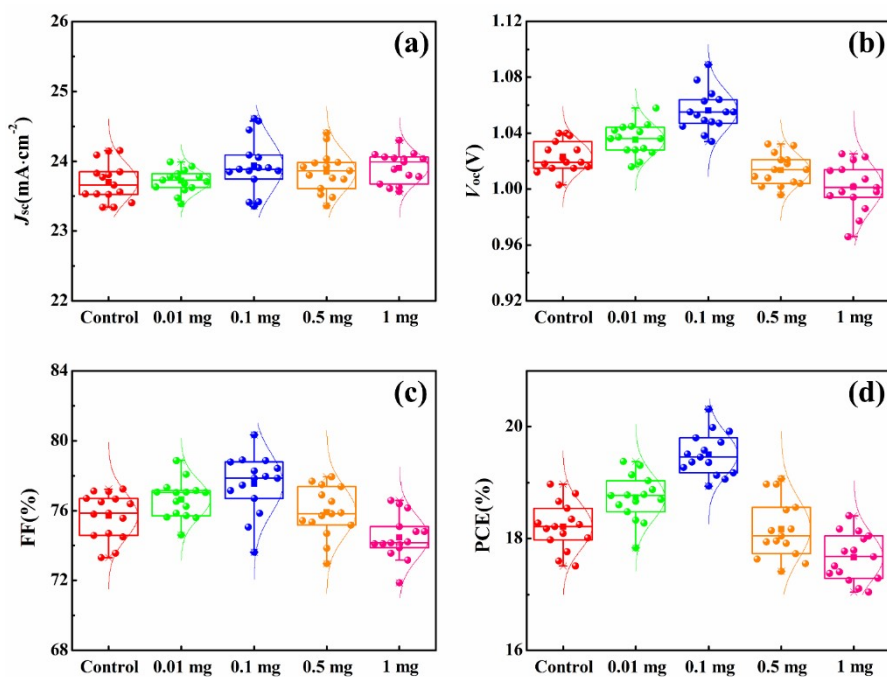 (a)
J_sc(mA·cm⁻²)
26
25
24
23
22
Control 0.01 mg 0.1 mg 0.5 mg 1 mg
(b)
V_oc(V)
1.12
1.08
1.04
1.00
0.96
0.92
Control 0.01 mg 0.1 mg 0.5 mg 1 mg
(c)
FF(%)
84
80
76
72
68
Control 0.01 mg 0.1 mg 0.5 mg 1 mg
(d)
PCE(%)
20
18
16
Control 0.01 mg 0.1 mg 0.5 mg 1 mg